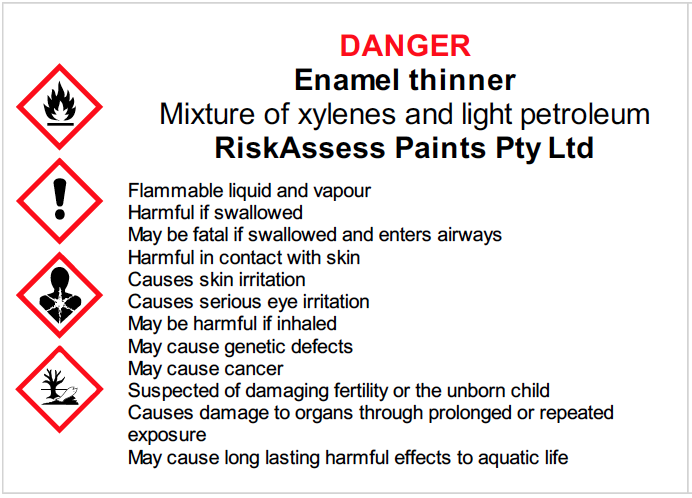 DANGER
Enamel thinner
Mixture of xylenes and light petroleum
RiskAssess Paints Pty Ltd
Flammable liquid and vapour
Harmful if swallowed
May be fatal if swallowed and enters airways
Harmful in contact with skin
Causes skin irritation
Causes serious eye irritation
May be harmful if inhaled
May cause genetic defects
May cause cancer
Suspected of damaging fertility or the unborn child
Causes damage to organs through prolonged or repeated
exposure
May cause long lasting harmful effects to aquatic life